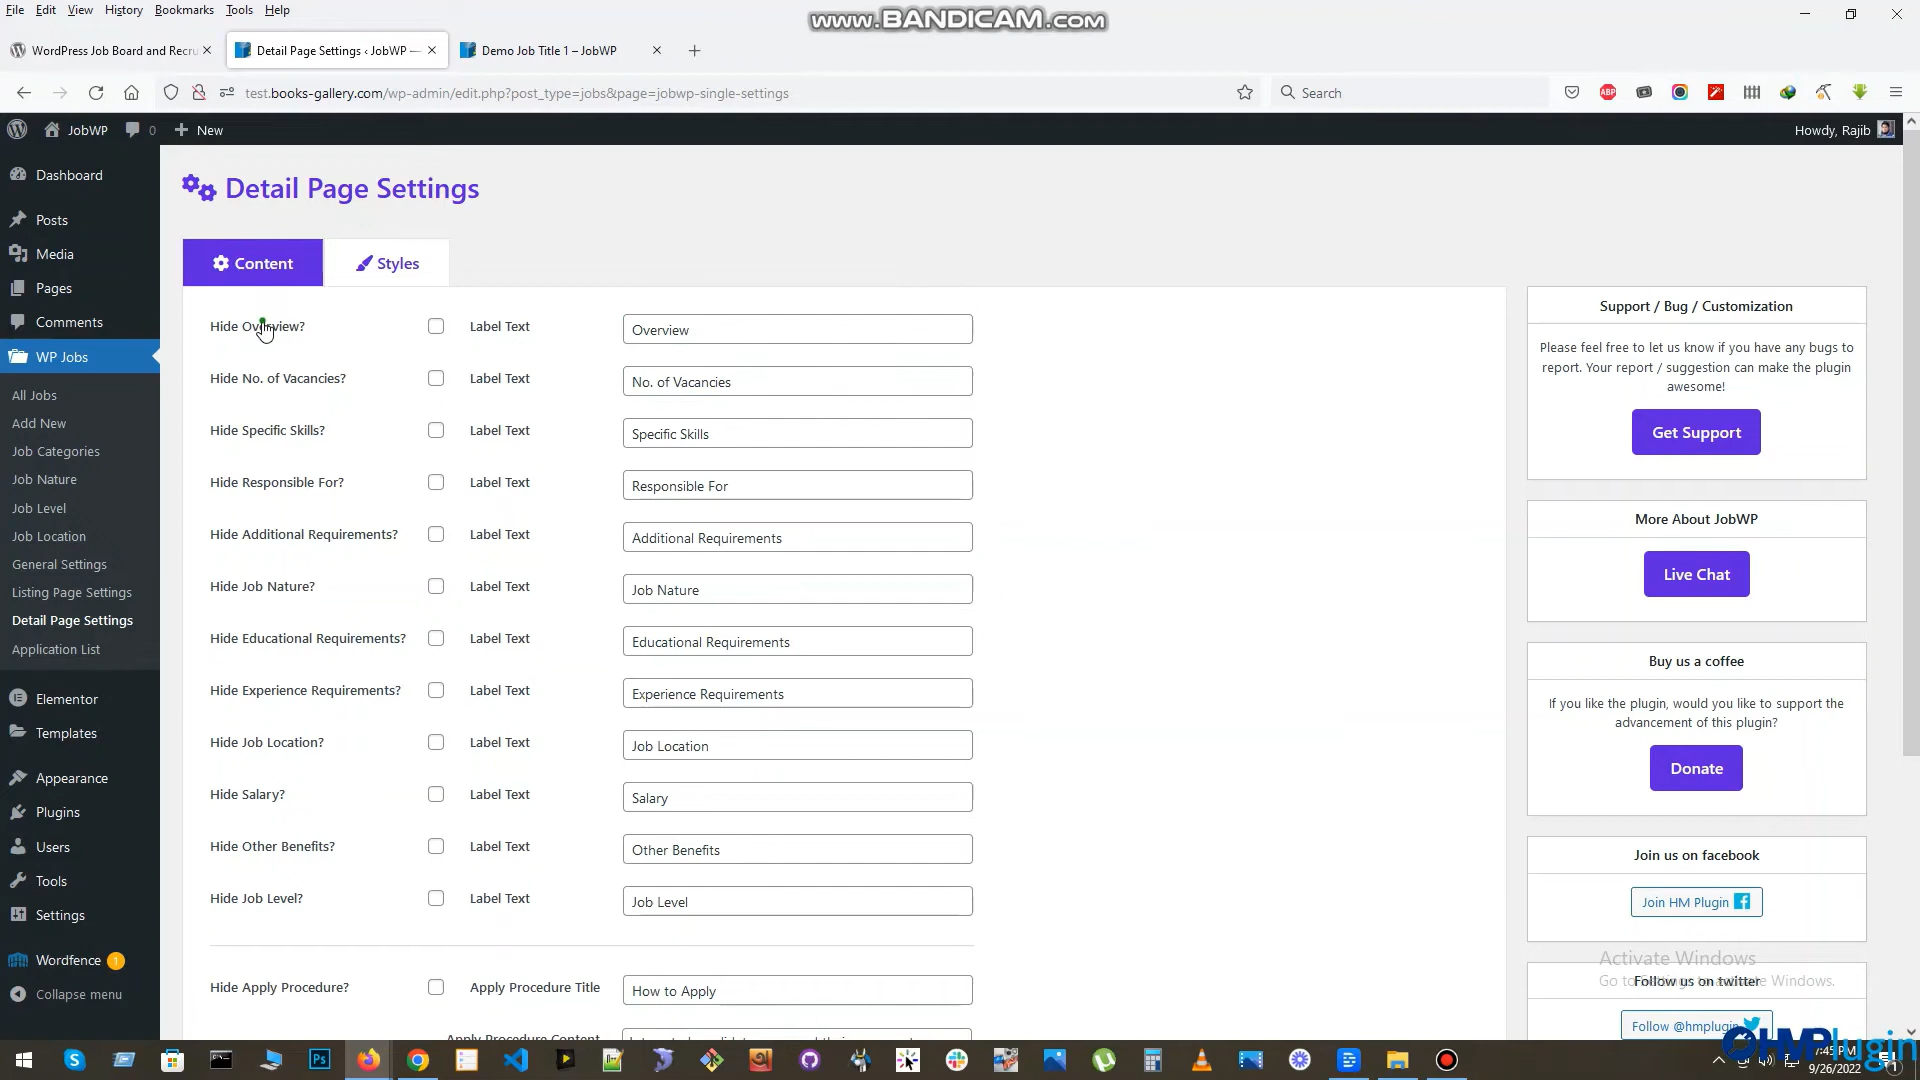 File Edit View History Bookmarks Tools Help
www.BANDICAM.com
WordPress Job Board and Recru
Detail Page Settings ‹ JobWP —
Demo Job Title 1 – JobWP
test.books-gallery.com/wp-admin/edit.php?post_type=jobs&page=jobwp-single-settings
Search
ABP
JobWP
0
New
Howdy, Rajib
Dashboard
Posts
Media
Pages
Comments
WP Jobs
All Jobs
Add New
Job Categories
Job Nature
Job Level
Job Location
General Settings
Listing Page Settings
Detail Page Settings
Application List
Elementor
Templates
Appearance
Plugins
Users
Tools
Settings
Wordfence 1
Collapse menu
Detail Page Settings
Content
Styles
Hide Overview? Label Text Overview
Hide No. of Vacancies? Label Text No. of Vacancies
Hide Specific Skills? Label Text Specific Skills
Hide Responsible For? Label Text Responsible For
Hide Additional Requirements? Label Text Additional Requirements
Hide Job Nature? Label Text Job Nature
Hide Educational Requirements? Label Text Educational Requirements
Hide Experience Requirements? Label Text Experience Requirements
Hide Job Location? Label Text Job Location
Hide Salary? Label Text Salary
Hide Other Benefits? Label Text Other Benefits
Hide Job Level? Label Text Job Level
Hide Apply Procedure? Apply Procedure Title How to Apply
Apply Procedure Content
Support / Bug / Customization
Please feel free to let us know if you have any bugs to
report. Your report / suggestion can make the plugin
awesome!
Get Support
More About JobWP
Live Chat
Buy us a coffee
If you like the plugin, would you like to support the
advancement of this plugin?
Donate
Join us on facebook
Join HM Plugin
Activate Windows
Go to Settings to activate Windows.
Follow us on twitter
Follow @hmplugin
HMPlugin
:45 PM
9/26/2022